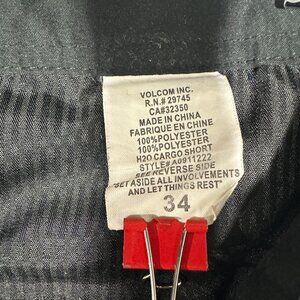 VOLCOM INC.
R.N.# 29745
CA#32350
MADE IN CHINA
FABRIQUE EN CHINE
100%POLYESTER
100%POLYESTER
H2O CARGO SHORT
STYLE# A0911222
SEE REVERSE SIDE
"SET ASIDE ALL INVOLVEMENTS
AND LET THINGS REST"
34